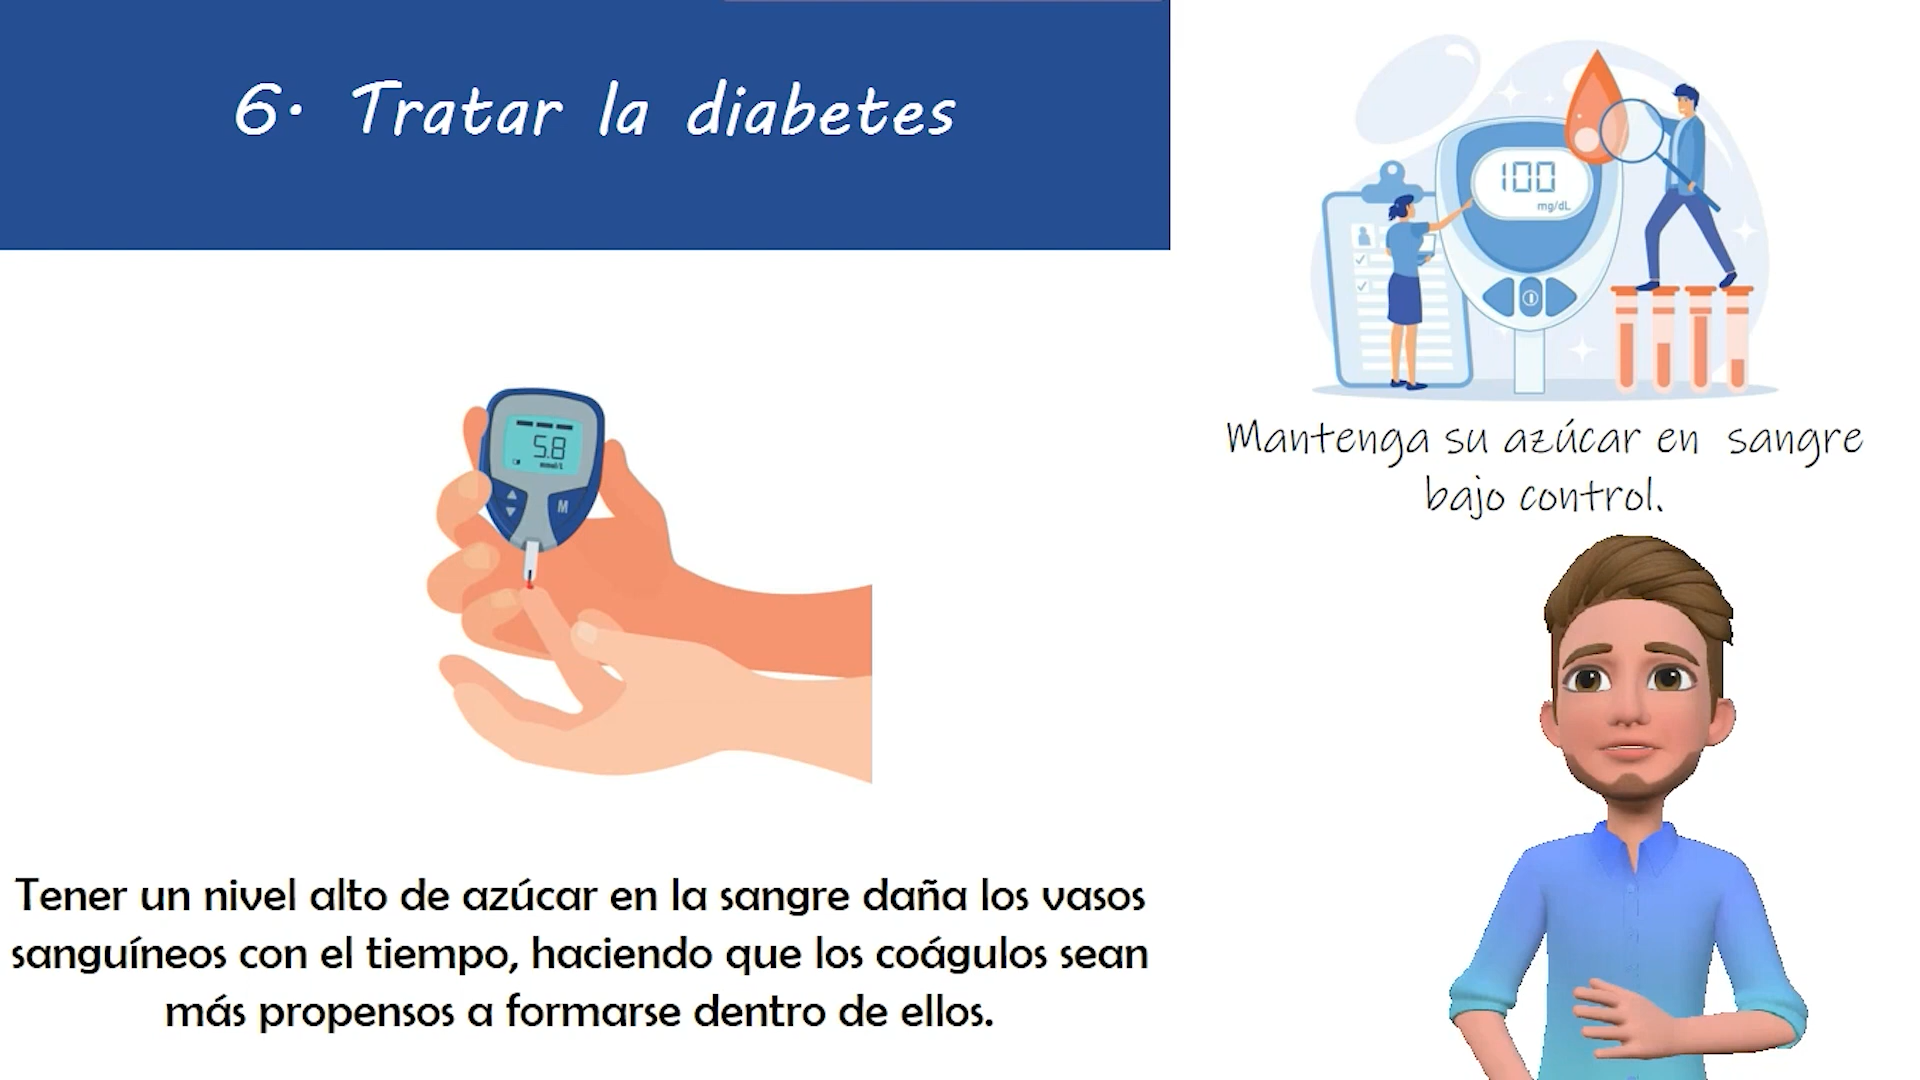 6. Tratar la diabetes
100
mg/dL
Mantenga su azúcar en sangre
bajo control.
5.8
mmol/L
M
Tener un nivel alto de azúcar en la sangre daña los vasos
sanguíneos con el tiempo, haciendo que los coágulos sean
más propensos a formarse dentro de ellos.